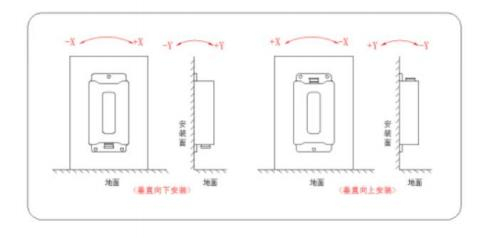 -X +X -Y +Y +X -X +Y -Y
安装面 安装面
地面 地面 地面 地面
<垂直向下安装> <垂直向上安装>